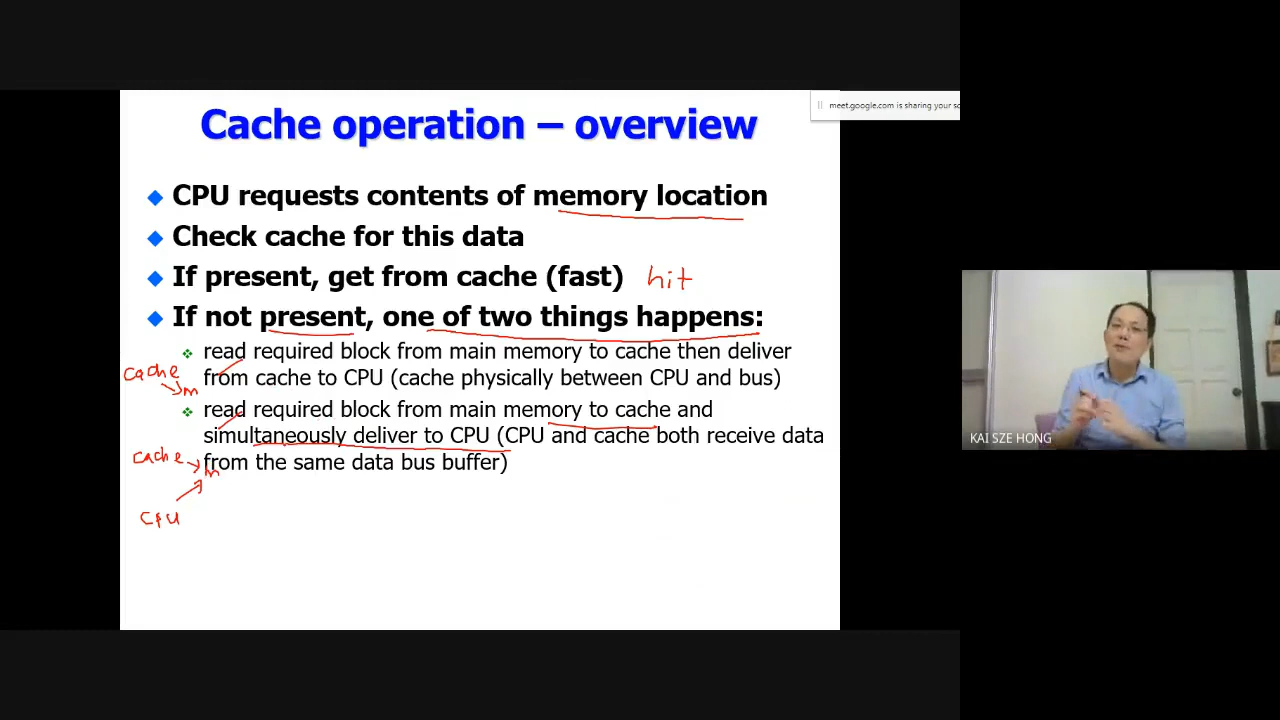 meet.google.com is sharing your sc
Cache operation – overview
CPU requests contents of memory location
Check cache for this data
If present, get from cache (fast) hit
If not present, one of two things happens:
read required block from main memory to cache then deliver
from cache to CPU (cache physically between CPU and bus)
cache
m
read required block from main memory to cache and
simultaneously deliver to CPU (CPU and cache both receive data
from the same data bus buffer)
cache
m
CPU
KAI SZE HONG